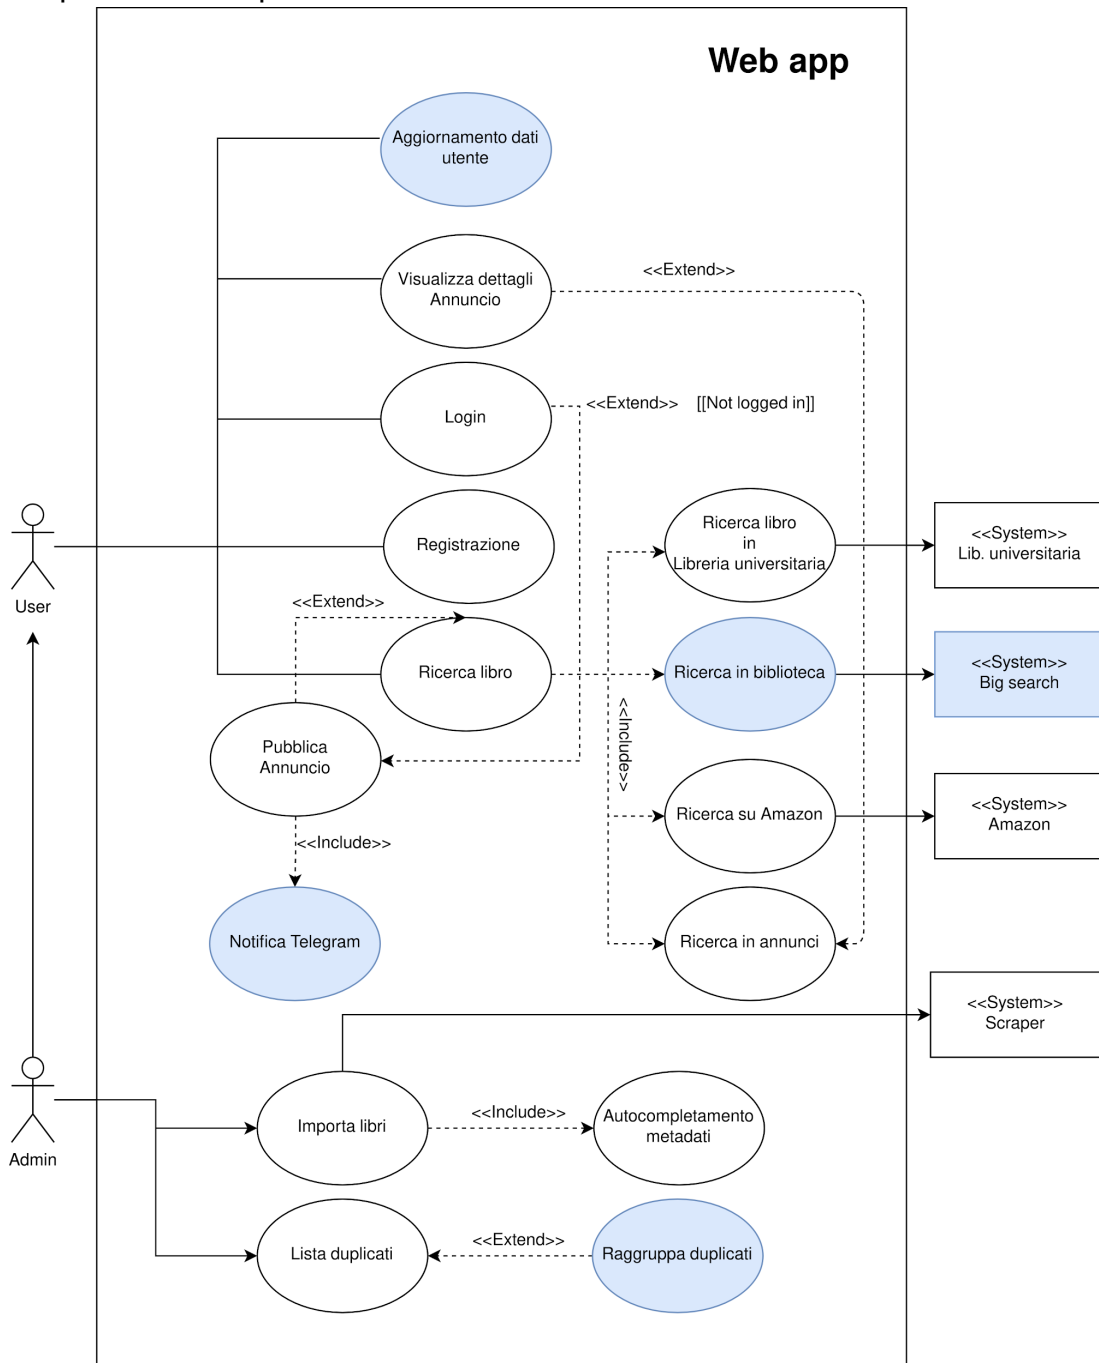 Web app
Aggiornamento dati
utente
Visualizza dettagli
Annuncio
<<Extend>>
Login
<<Extend>> [[Not logged in]]
Registrazione
Ricerca libro
in
Libreria universitaria
<<System>>
Lib. universitaria
User
<<Extend>>
Ricerca libro
Ricerca in biblioteca
<<System>>
Big search
<<Include>>
Pubblica
Annuncio
Ricerca su Amazon
<<System>>
Amazon
<<Include>>
Notifica Telegram
Ricerca in annunci
<<System>>
Scraper
Admin
Importa libri
<<Include>>
Autocompletamento
metadati
Lista duplicati
<<Extend>>
Raggruppa duplicati